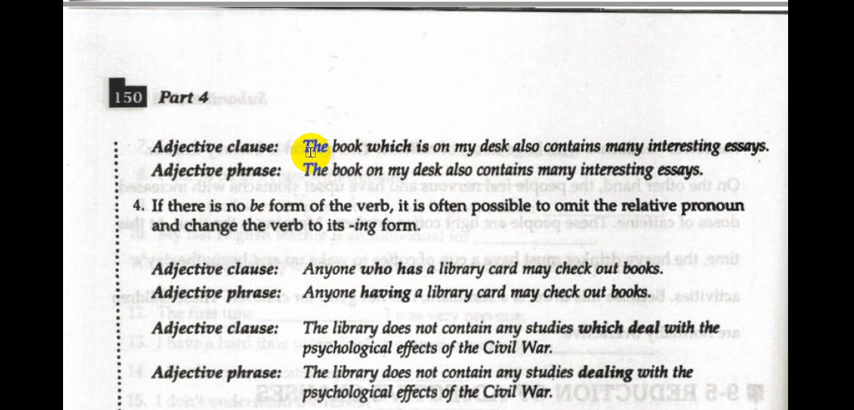 150 Part 4
Adjective clause: The book which is on my desk also contains many interesting essays.
Adjective phrase: The book on my desk also contains many interesting essays.
4. If there is no be form of the verb, it is often possible to omit the relative pronoun
and change the verb to its -ing form.
Adjective clause: Anyone who has a library card may check out books.
Adjective phrase: Anyone having a library card may check out books.
Adjective clause: The library does not contain any studies which deal with the
psychological effects of the Civil War.
Adjective phrase: The library does not contain any studies dealing with the
psychological effects of the Civil War.